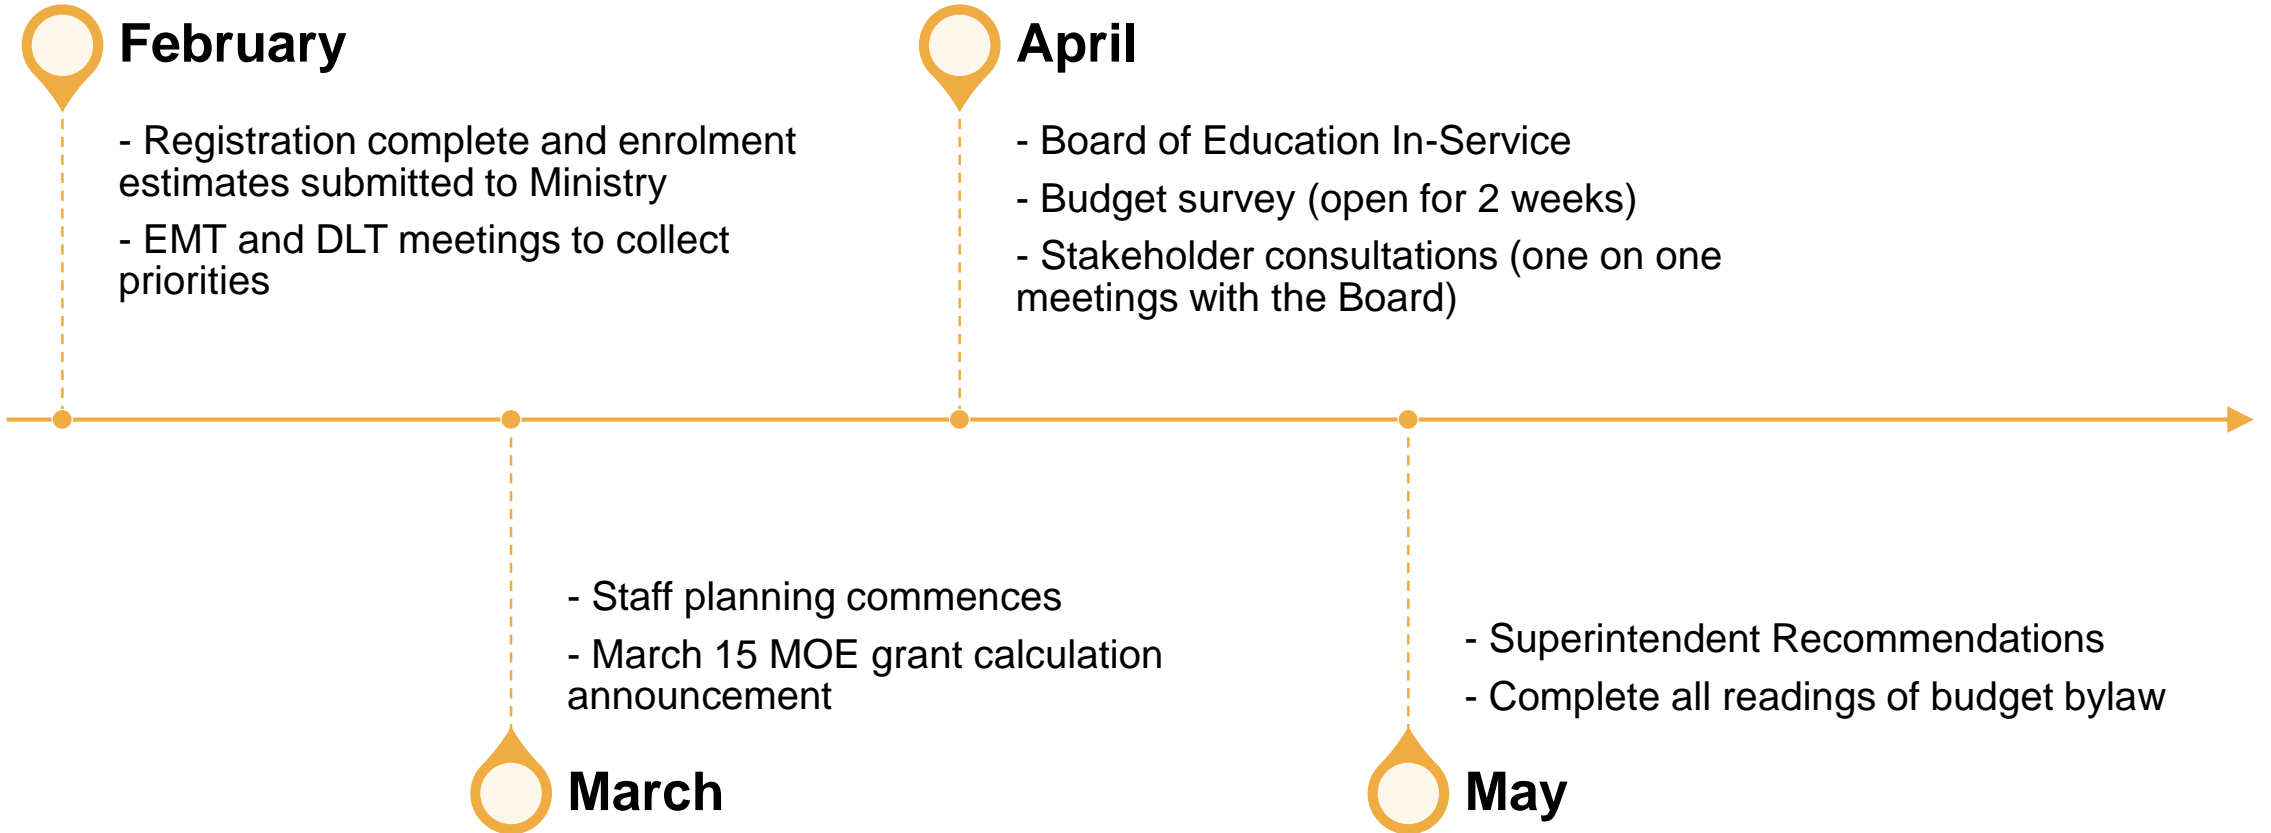 February
- Registration complete and enrolment
estimates submitted to Ministry
- EMT and DLT meetings to collect
priorities
April
- Board of Education In-Service
- Budget survey (open for 2 weeks)
- Stakeholder consultations (one on one
meetings with the Board)
- Staff planning commences
- March 15 MOE grant calculation
announcement
March
- Superintendent Recommendations
- Complete all readings of budget bylaw
May